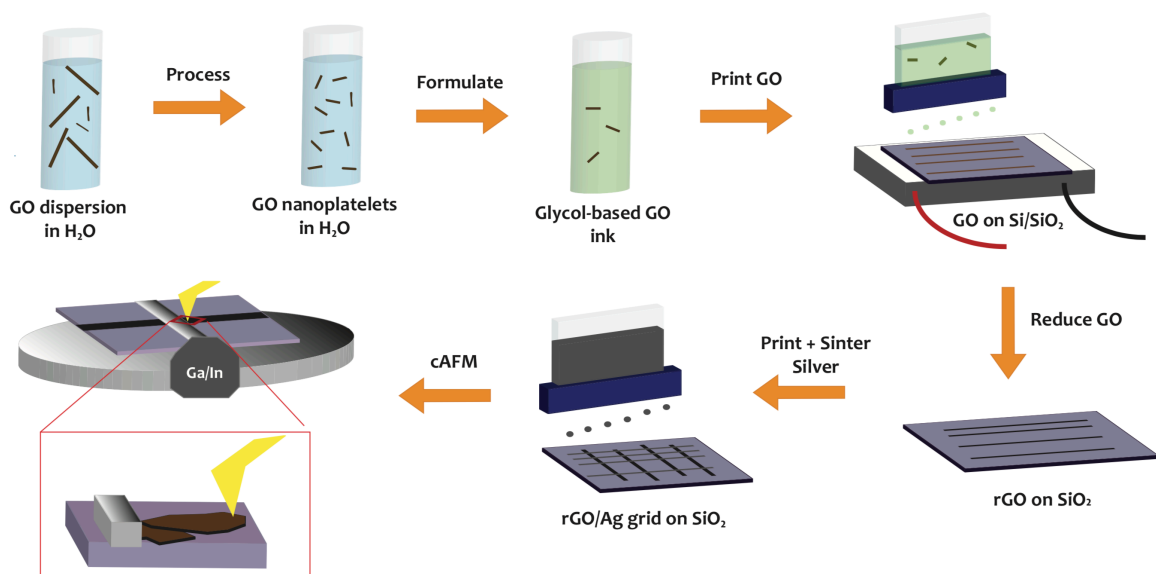 Process
Formulate
Print GO
GO dispersion
in H₂O
GO nanoplatelets
in H₂O
Glycol-based GO
ink
GO on Si/SiO₂
Reduce GO
Print + Sinter
Silver
cAFM
Ga/In
rGO on SiO₂
rGO/Ag grid on SiO₂